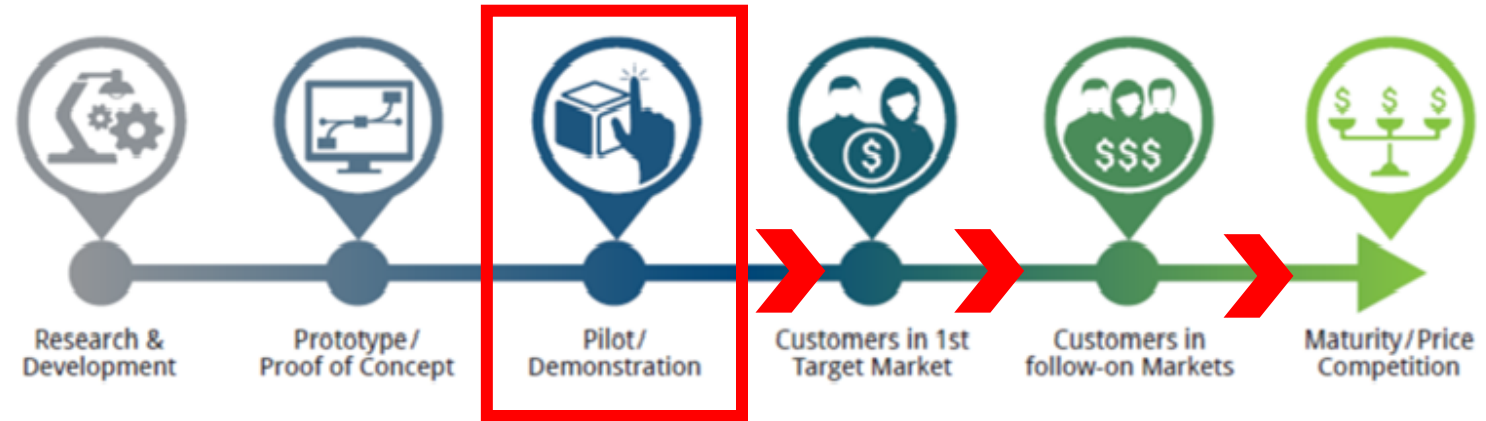 $
$$$
$ $ $
Research &
Development
Prototype/
Proof of Concept
Pilot/
Demonstration
Customers in 1st
Target Market
Customers in
follow-on Markets
Maturity/Price
Competition